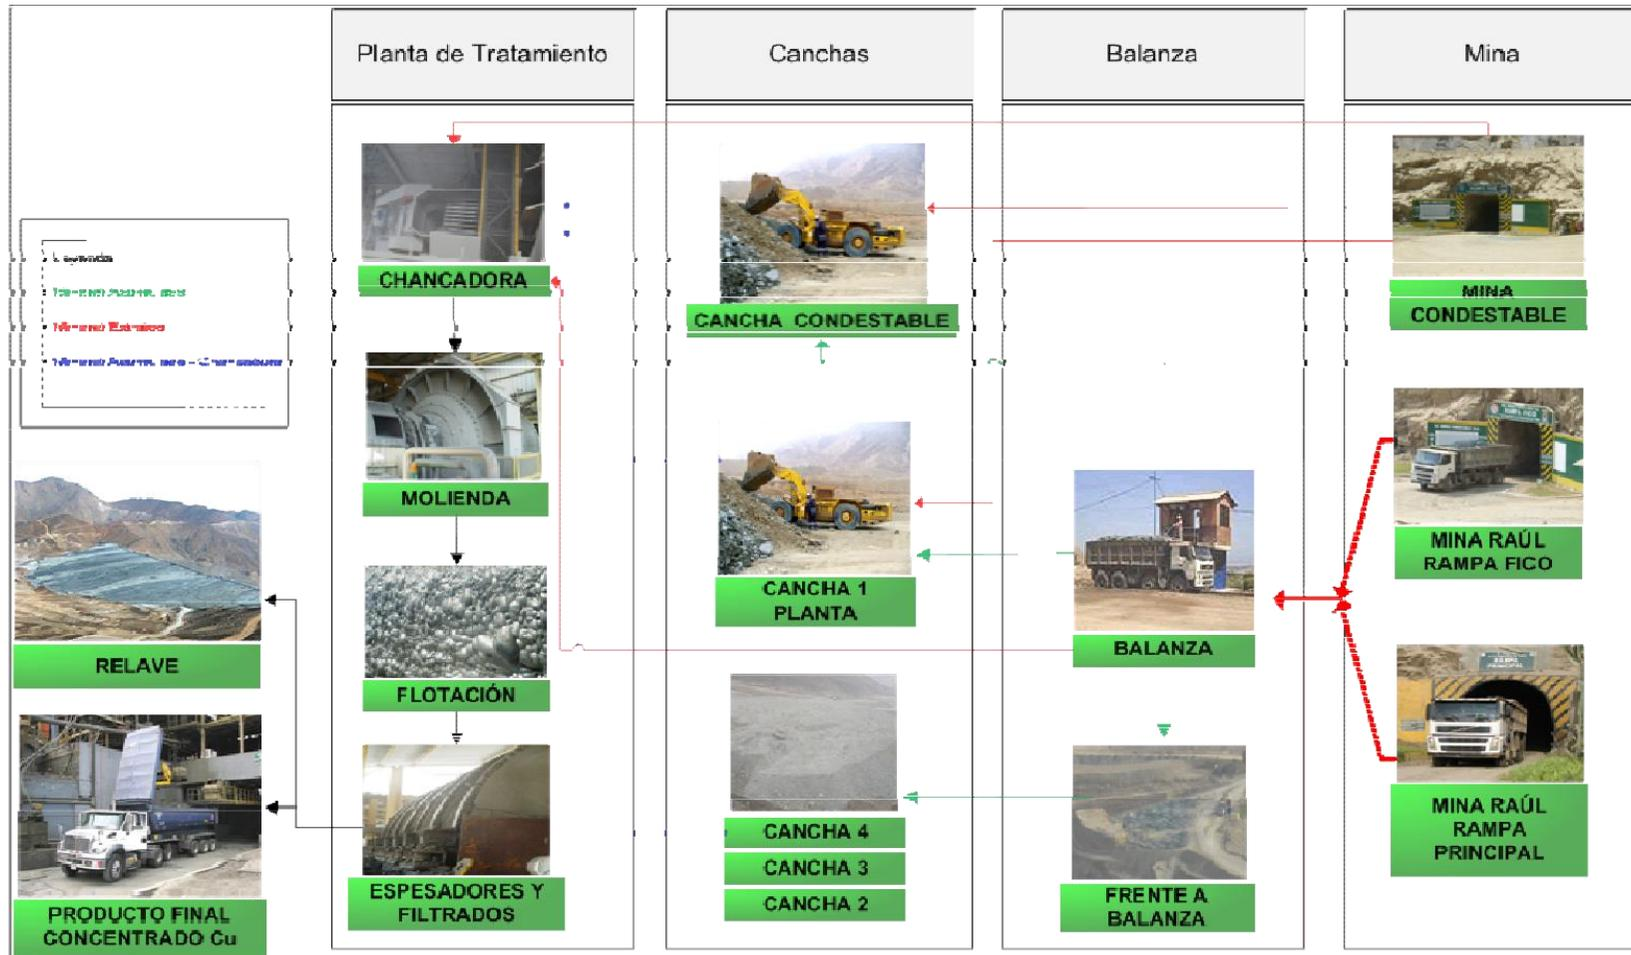 Planta de Tratamiento
Canchas
Balanza
Mina
CHANCADORA
CANCHA CONDESTABLE
MINA
CONDESTABLE
MOLIENDA
RAMPA FICO
CANCHA 1
PLANTA
MINA RAÚL
RAMPA FICO
RELAVE
FLOTACIÓN
BALANZA
CANCHA 4
CANCHA 3
CANCHA 2
MINA RAÚL
RAMPA
PRINCIPAL
ESPESADORES Y
FILTRADOS
FRENTE A
BALANZA
PRODUCTO FINAL
CONCENTRADO Cu